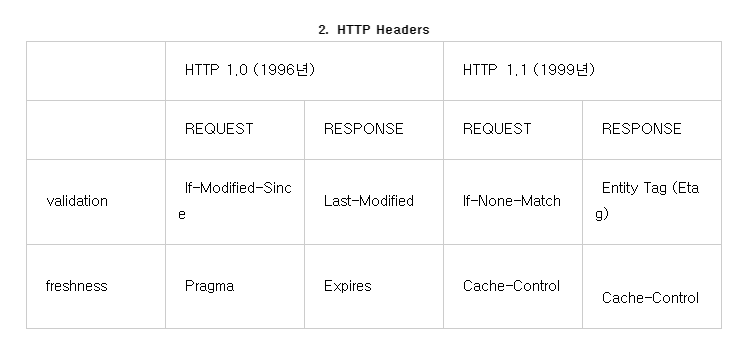 2. HTTP Headers
HTTP 1.0 (1996년) HTTP 1.1 (1999년)
REQUEST RESPONSE REQUEST RESPONSE
validation If-Modified-Sinc
e Last-Modified If-None-Match Entity Tag (Eta
g)
freshness Pragma Expires Cache-Control Cache-Control